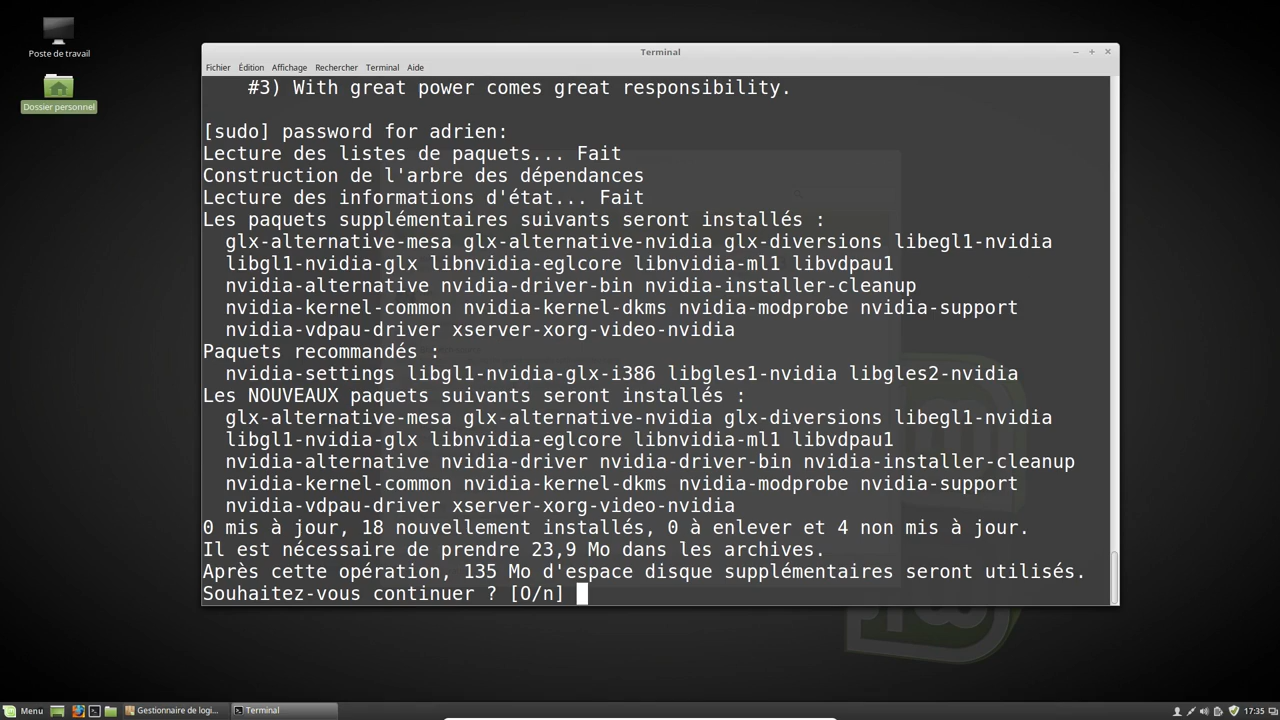 Poste de travail
Dossier personnel
Terminal
Fichier Édition Affichage Rechercher Terminal Aide
#3) With great power comes great responsibility.
[sudo] password for adrien:
Lecture des listes de paquets... Fait
Construction de l'arbre des dépendances
Lecture des informations d'état... Fait
Les paquets supplémentaires suivants seront installés :
glx-alternative-mesa glx-alternative-nvidia glx-diversions libegl1-nvidia
libgl1-nvidia-glx libnvidia-eglcore libnvidia-ml1 libvdpau1
nvidia-alternative nvidia-driver-bin nvidia-installer-cleanup
nvidia-kernel-common nvidia-kernel-dkms nvidia-modprobe nvidia-support
nvidia-vdpau-driver xserver-xorg-video-nvidia
Paquets recommandés :
nvidia-settings libgl1-nvidia-glx-i386 libgles1-nvidia libgles2-nvidia
Les NOUVEAUX paquets suivants seront installés :
glx-alternative-mesa glx-alternative-nvidia glx-diversions libegl1-nvidia
libgl1-nvidia-glx libnvidia-eglcore libnvidia-ml1 libvdpau1
nvidia-alternative nvidia-driver nvidia-driver-bin nvidia-installer-cleanup
nvidia-kernel-common nvidia-kernel-dkms nvidia-modprobe nvidia-support
nvidia-vdpau-driver xserver-xorg-video-nvidia
0 mis à jour, 18 nouvellement installés, 0 à enlever et 4 non mis à jour.
Il est nécessaire de prendre 23,9 Mo dans les archives.
Après cette opération, 135 Mo d'espace disque supplémentaires seront utilisés.
Souhaitez-vous continuer ? [O/n]
Menu Gestionnaire de logi... Terminal 17:35